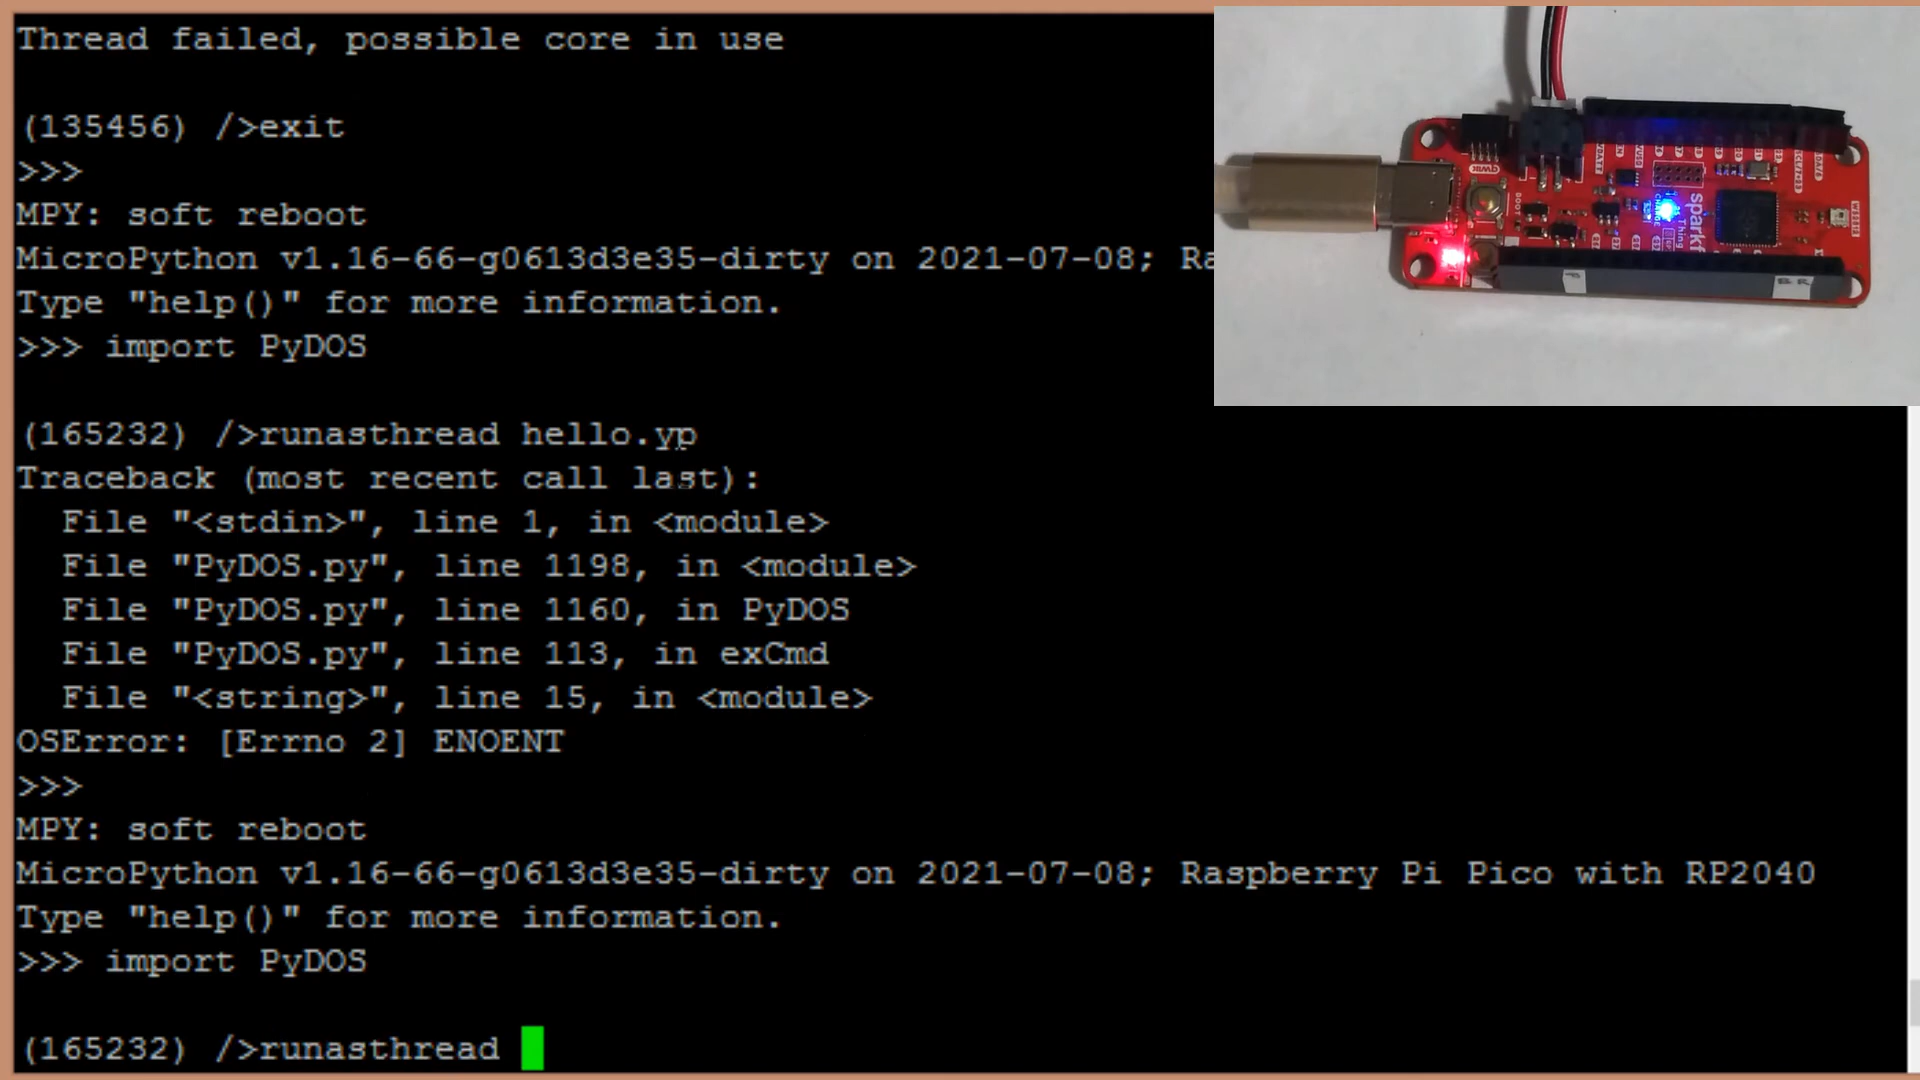 Thread failed, possible core in use
(135456) />exit
>>>
MPY: soft reboot
MicroPython v1.16-66-g0613d3e35-dirty on 2021-07-08; Ra
Type "help()" for more information.
>>> import PyDOS
(165232) />runasthread hello.yp
Traceback (most recent call last):
  File "<stdin>", line 1, in <module>
  File "PyDOS.py", line 1198, in <module>
  File "PyDOS.py", line 1160, in PyDOS
  File "PyDOS.py", line 113, in exCmd
  File "<string>", line 15, in <module>
OSError: [Errno 2] ENOENT
>>>
MPY: soft reboot
MicroPython v1.16-66-g0613d3e35-dirty on 2021-07-08; Raspberry Pi Pico with RP2040
Type "help()" for more information.
>>> import PyDOS
(165232) />runasthread
qwiic
BOOT
CHARGE
sparkf
B R